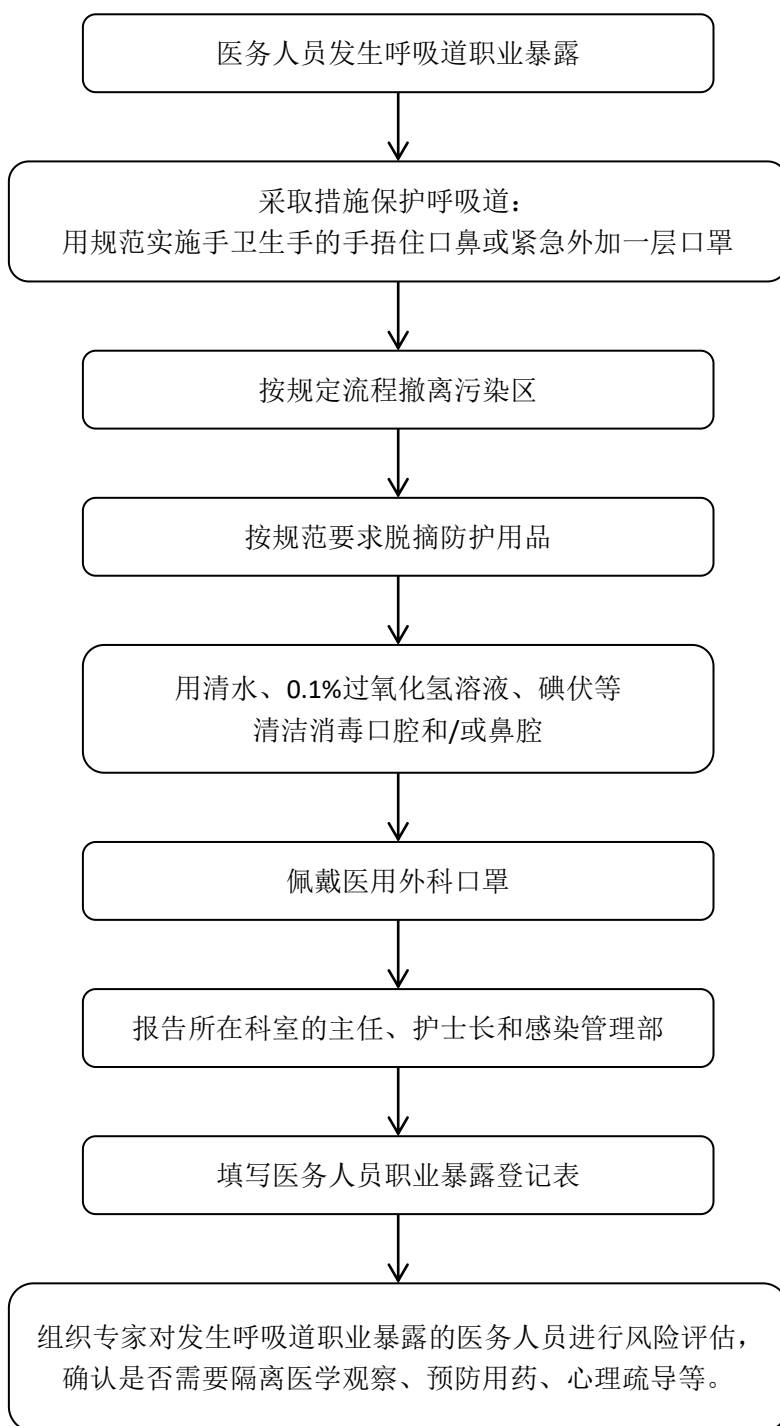 医务人员发生呼吸道职业暴露
采取措施保护呼吸道：
用规范实施手卫生手的手捂住口鼻或紧急外加一层口罩
按规定流程撤离污染区
按规范要求脱摘防护用品
用清水、0.1%过氧化氢溶液、碘伏等
清洁消毒口腔和/或鼻腔
佩戴医用外科口罩
报告所在科室的主任、护士长和感染管理部
填写医务人员职业暴露登记表
组织专家对发生呼吸道职业暴露的医务人员进行风险评估，
确认是否需要隔离医学观察、预防用药、心理疏导等。